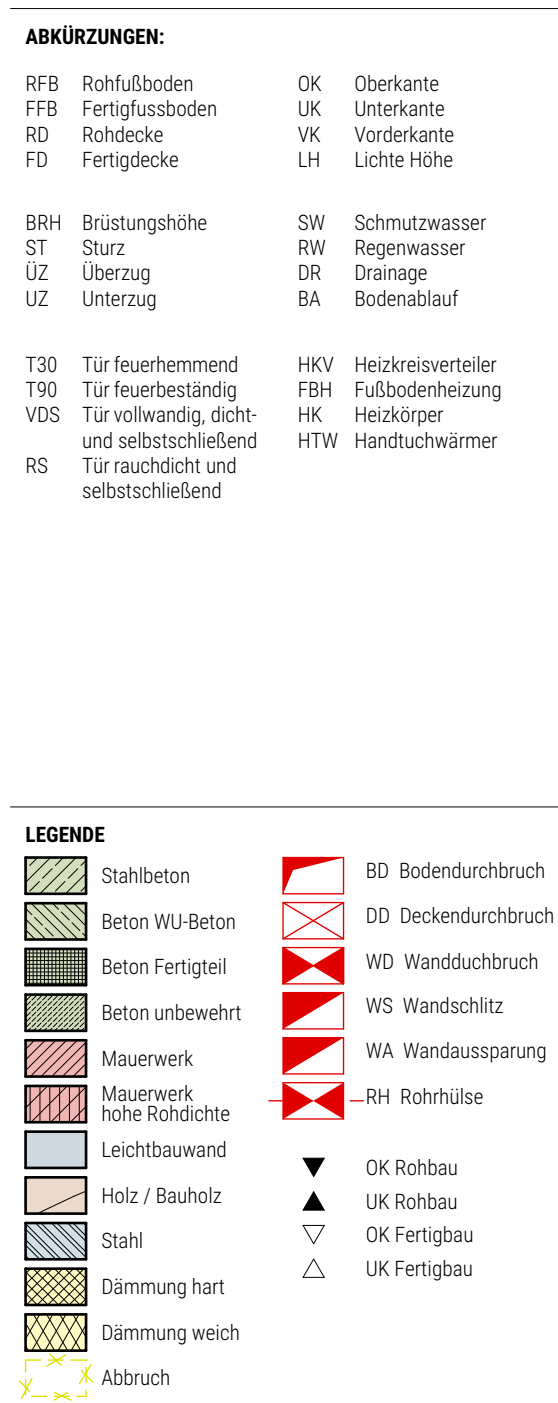 ABKÜRZUNGEN:
RFB Rohfußboden
FFB Fertigfussboden
RD Rohdecke
FD Fertigdecke
OK Oberkante
UK Unterkante
VK Vorderkante
LH Lichte Höhe
BRH Brüstungshöhe
ST Sturz
ÜZ Überzug
UZ Unterzug
SW Schmutzwasser
RW Regenwasser
DR Drainage
BA Bodenablauf
T30 Tür feuerhemmend
T90 Tür feuerbeständig
VDS Tür vollwandig, dicht-
und selbstschließend
RS Tür rauchdicht und
selbstschließend
HKV Heizkreisverteiler
FBH Fußbodenheizung
HK Heizkörper
HTW Handtuchwärmer
LEGENDE
Stahlbeton
Beton WU-Beton
Beton Fertigteil
Beton unbewehrt
Mauerwerk
Mauerwerk
hohe Rohdichte
Leichtbauwand
Holz / Bauholz
Stahl
Dämmung hart
Dämmung weich
Abbruch
BD Bodendurchbruch
DD Deckendurchbruch
WD Wandduchbruch
WS Wandschlitz
WA Wandaussparung
RH Rohrhülse
OK Rohbau
UK Rohbau
OK Fertigbau
UK Fertigbau